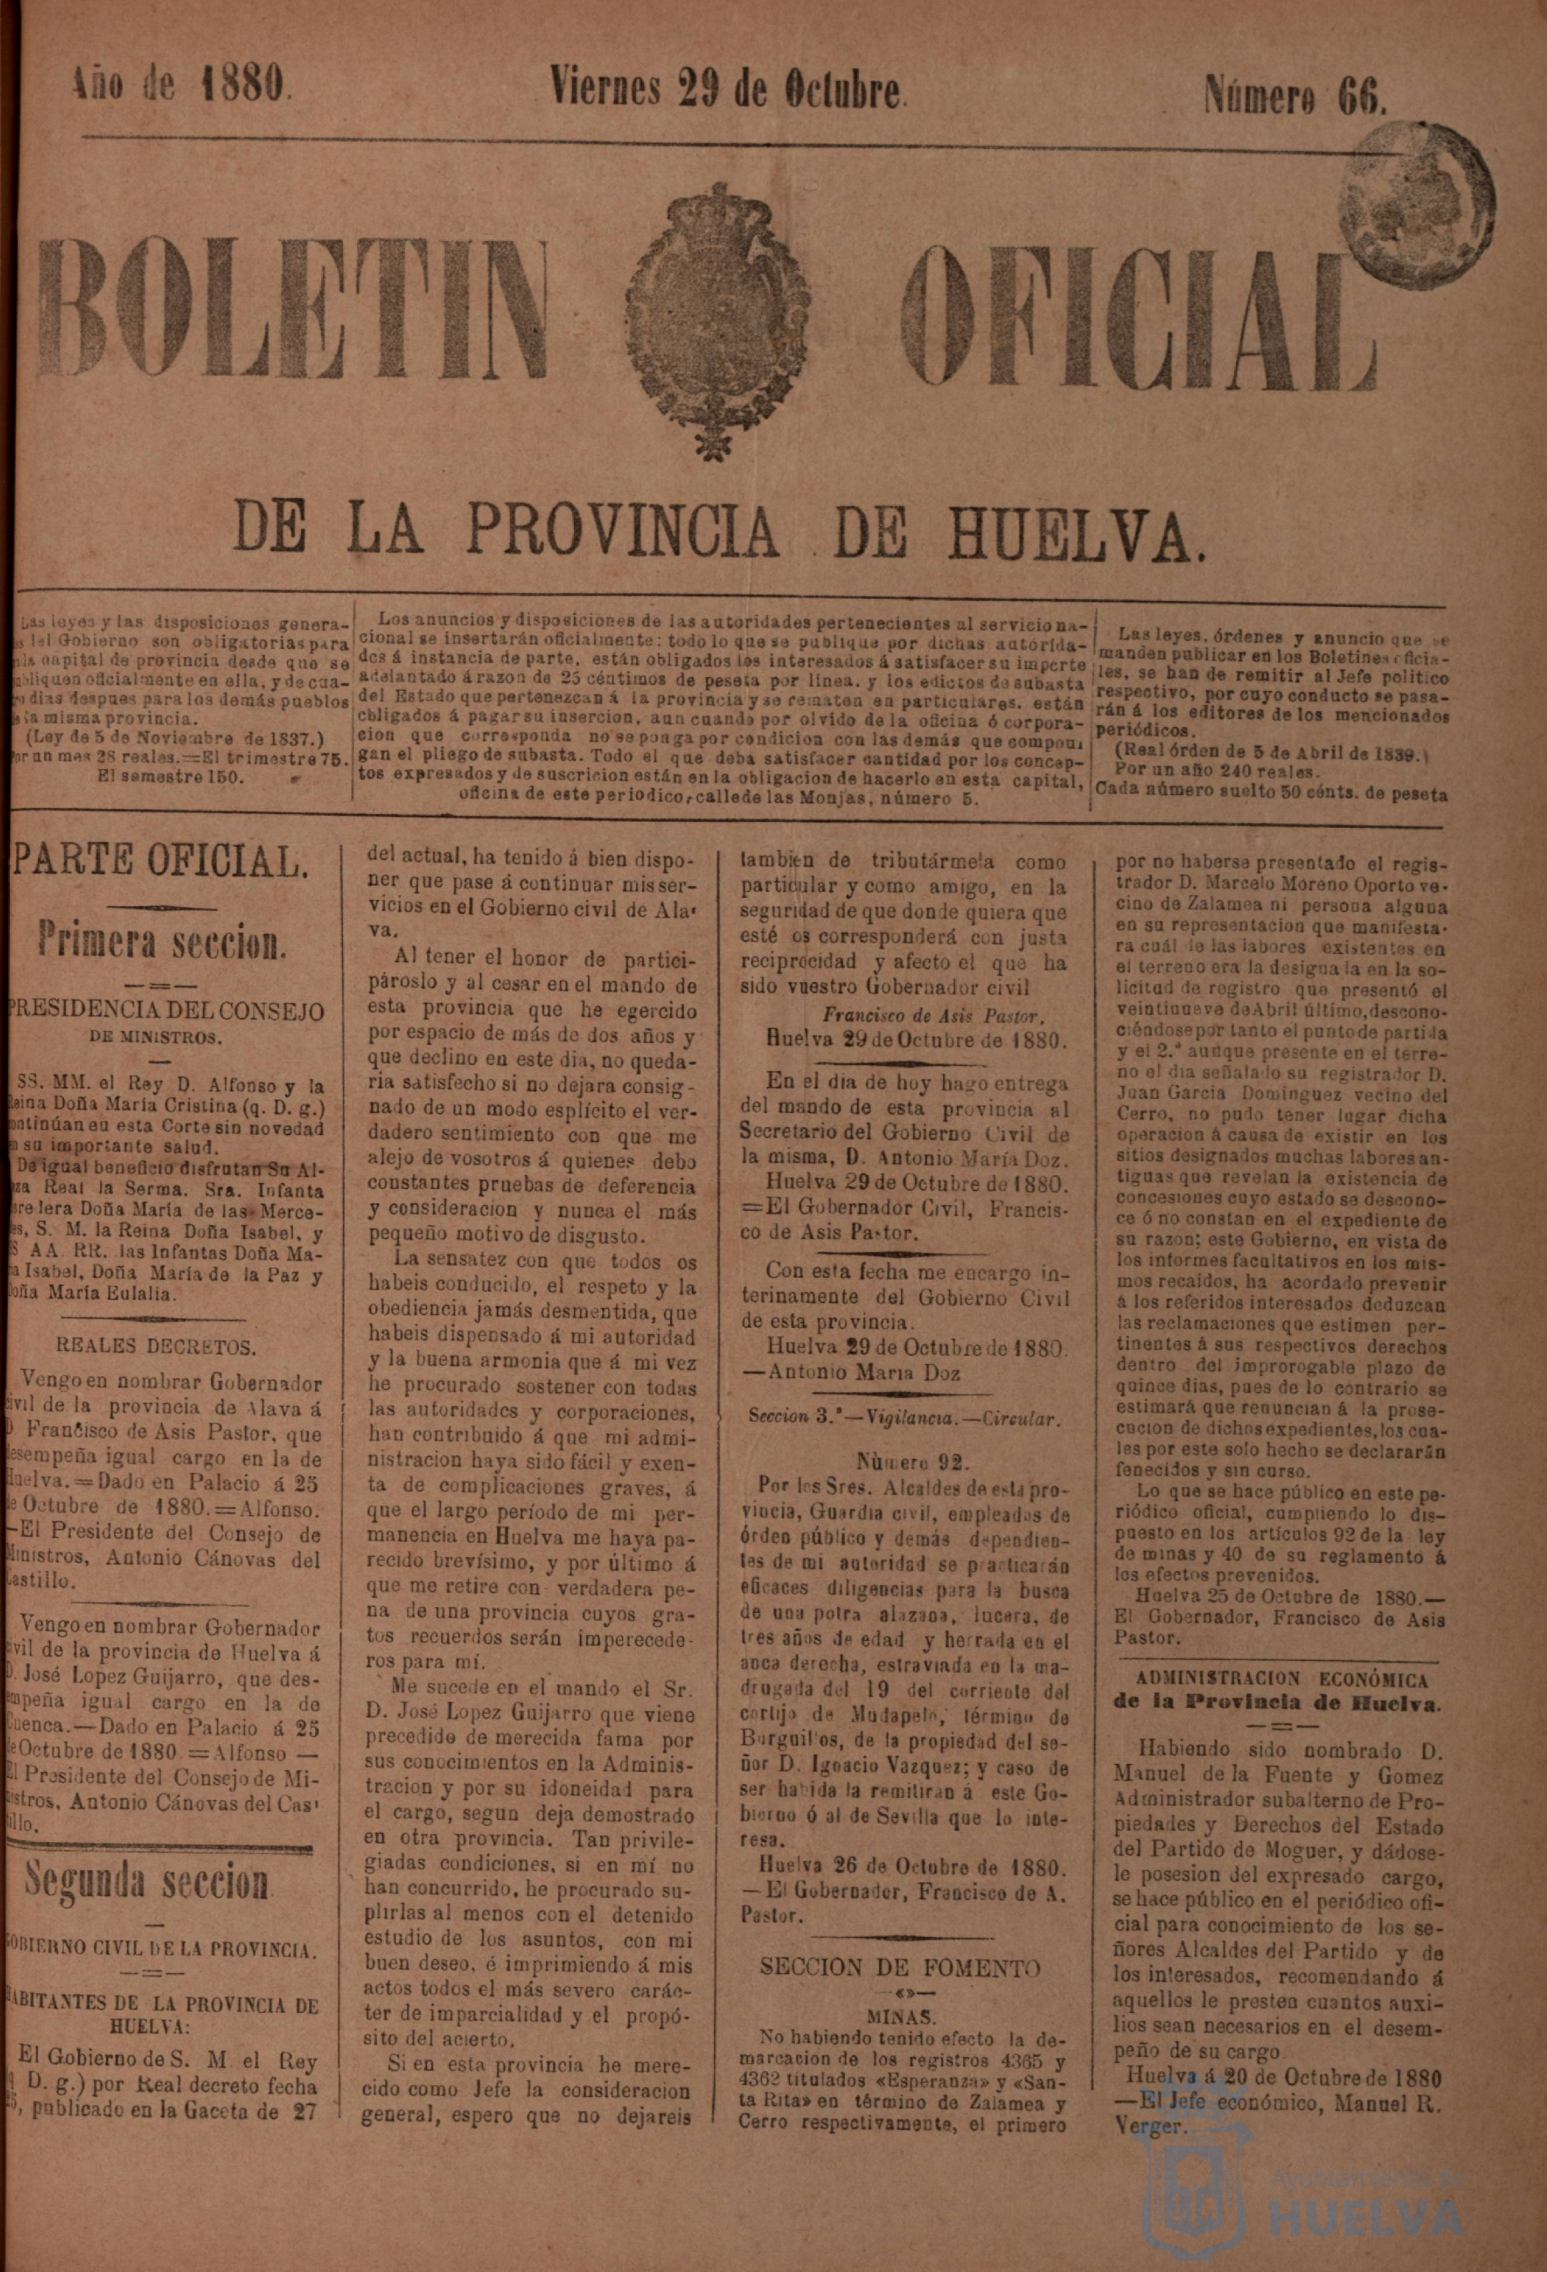 Año de 1880.
Viernes 29 de Octubre.
Número 66.
BOLETIN OFICIAL
DE LA PROVINCIA DE HUELVA.
Las leyes y las disposiciones genera-
lel Gobierno son obligatorias para
capital de provincia desde que se
oficialmente en ella, y de cua-
dias despues para los demás pueblos
misma provincia.
(Ley de 5 de Noviembre de 1837.)
Por un mes 28 reales.=El trimestre 75.
El semestre 150.
Los anuncios y disposiciones de las autoridades pertenecientes al servicio na-
cional se insertarán oficialmente: todo lo que se publique por dichas autorida-
des á instancia de parte, están obligados los interesados á satisfacer su importe
adelantado á razon de 25 céntimos de peseta por línea. y los edictos de subasta
del Estado que pertenezcan á la provincia y se rematen en particulares, están
obligados á pagar su insercion, aun cuando por olvido de la oficina ó corpora-
cion que corresponda no se ponga por condicion con las demás que compon
gan el pliego de subasta. Todo el que deba satisfacer cantidad por los concep-
tos expresados y de suscricion están en la obligacion de hacerlo en esta capital,
oficina de este periodico, calle de las Monjas, número 5.
Las leyes, órdenes y anuncio que se
manden publicar en los Boletines oficia-
les, se han de remitir al Jefe politico
respectivo, por cuyo conducto se pasa-
rán á los editores de los mencionados
periódicos.
(Real órden de 5 de Abril de 1839.)
Por un año 240 reales.
Cada número suelto 50 cénts. de peseta
PARTE OFICIAL.
Primera seccion.
PRESIDENCIA DEL CONSEJO
DE MINISTROS.
SS. MM. el Rey D. Alfonso y la
Reina Doña María Cristina (q. D. g.)
continúan en esta Corte sin novedad
su importante salud.
De igual beneficio disfrutan Su Al-
teza Real la Serma. Sra. Infanta
heredera Doña María de las Merce-
des, S. M. la Reina Doña Isabel, y
AA. RR. las Infantas Doña Ma-
ria Isabel, Doña María de la Paz y
Doña María Eulalia.
REALES DECRETOS.
Vengo en nombrar Gobernador
civil de la provincia de Alava á
D Francisco de Asis Pastor, que
desempeña igual cargo en la de
Huelva.=Dado en Palacio á 25
de Octubre de 1880.=Alfonso.
—El Presidente del Consejo de
Ministros, Antonio Cánovas del
Castillo.
Vengo en nombrar Gobernador
civil de la provincia de Huelva á
D. José Lopez Guijarro, que des-
empeña igual cargo en la de
Cuenca.—Dado en Palacio á 25
de Octubre de 1880=Alfonso—
El Presidente del Consejo de Mi-
nistros, Antonio Cánovas del Cas-
tillo.
Segunda seccion
GOBIERNO CIVIL DE LA PROVINCIA.
HABITANTES DE LA PROVINCIA DE
HUELVA:
El Gobierno de S. M. el Rey
D. g.) por Real decreto fecha
25, publicado en la Gaceta de 27
del actual, ha tenido á bien dispo-
ner que pase á continuar mis ser-
vicios en el Gobierno civil de Ala-
va.
Al tener el honor de partici-
pároslo y al cesar en el mando de
esta provincia que he egercido
por espacio de más de dos años y
que declino en este dia, no queda-
ria satisfecho si no dejara consig-
nado de un modo esplícito el ver-
dadero sentimiento con que me
alejo de vosotros á quienes debo
constantes pruebas de deferencia
y consideracion y nunca el más
pequeño motivo de disgusto.
La sensatez con que todos os
habeis conducido, el respeto y la
obediencia jamás desmentida, que
habeis dispensado á mi autoridad
y la buena armonia que á mi vez
he procurado sostener con todas
las autoridades y corporaciones,
han contribuido á que mi admi-
nistracion haya sido fácil y exen-
ta de complicaciones graves, á
que el largo período de mi per-
manencia en Huelva me haya pa-
recido brevísimo, y por último á
que me retire con verdadera pe-
na de una provincia cuyos gra-
tos recuerdos serán imperecede-
ros para mí.
Me sucede en el mando el Sr.
D. José Lopez Guijarro que viene
precedido de merecida fama por
sus conocimientos en la Adminis-
tracion y por su idoneidad para
el cargo, segun deja demostrado
en otra provincia. Tan privile-
giadas condiciones, si en mí no
han concurrido, he procurado su-
plirlas al menos con el detenido
estudio de los asuntos, con mi
buen deseo, é imprimiendo á mis
actos todos el más severo carác-
ter de imparcialidad y el propó-
sito del acierto.
Si en esta provincia he mere-
cido como Jefe la consideracion
general, espero que no dejareis
tambien de tributármela como
particular y como amigo, en la
seguridad de que donde quiera que
esté os corresponderá con justa
reciprocidad y afecto el que ha
sido vuestro Gobernador civil
Francisco de Asis Pastor.
Huelva 29 de Octubre de 1880.
En el dia de hoy hago entrega
del mando de esta provincia al
Secretario del Gobierno Civil de
la misma, D. Antonio María Doz.
Huelva 29 de Octubre de 1880.
=El Gobernador Civil, Francis-
co de Asis Pastor.
Con esta fecha me encargo in-
terinamente del Gobierno Civil
de esta provincia.
Huelva 29 de Octubre de 1880.
—Antonio Maria Doz
Seccion 3.ª—Vigilancia.—Circular.
Número 92.
Por los Sres. Alcaldes de esta pro-
vincia, Guardia civil, empleados de
órden público y demás dependien-
tes de mi autoridad se practicarán
eficaces diligencias para la busca
de una potra alazana, lucera, de
tres años de edad y herrada en el
anca derecha, estraviada en la ma-
drugada del 19 del corriente del
cortijo de Mudapelo, término de
Burguillos, de la propiedad del se-
ñor D. Ignacio Vazquez; y caso de
ser habida la remitirán á este Go-
bierno ó al de Sevilla que lo inte-
resa.
Huelva 26 de Octubre de 1880.
—El Gobernador, Francisco de A.
Pastor.
SECCION DE FOMENTO
MINAS.
No habiendo tenido efecto la de-
marcacion de los registros 4365 y
4362 titulados «Esperanza» y «San-
ta Rita» en término de Zalamea y
Cerro respectivamente, el primero
por no haberse presentado el regis-
trador D. Marcelo Moreno Oporto ve-
cino de Zalamea ni persona alguna
en su representacion que manifesta-
ra cuál de las labores existentes en
el terreno era la designada en la so-
licitud de registro que presentó el
veintinueve de Abril último, descono-
ciéndose por tanto el punto de partida
y el 2.º aunque presente en el terre-
no el dia señalado su registrador D.
Juan Garcia Dominguez vecino del
Cerro, no pudo tener lugar dicha
operacion á causa de existir en los
sitios designados muchas labores an-
tiguas que revelan la existencia de
concesiones cuyo estado se descono-
ce ó no constan en el expediente de
su razon; este Gobierno, en vista de
los informes facultativos en los mis-
mos recaidos, ha acordado prevenir
á los referidos interesados deduzcan
las reclamaciones que estimen per-
tinentes á sus respectivos derechos
dentro del improrogable plazo de
quince dias, pues de lo contrario se
estimará que renuncian á la prose-
cucion de dichos expedientes, los cua-
les por este solo hecho se declararán
fenecidos y sin curso.
Lo que se hace público en este pe-
riódico oficial, cumpliendo lo dis-
puesto en los artículos 92 de la ley
de minas y 40 de su reglamento á
los efectos prevenidos.
Huelva 25 de Octubre de 1880.—
El Gobernador, Francisco de Asis
Pastor.
ADMINISTRACION ECONÓMICA
de la Provincia de Huelva.
Habiendo sido nombrado D.
Manuel de la Fuente y Gomez
Administrador subalterno de Pro-
piedades y Derechos del Estado
del Partido de Moguer, y dádose-
le posesion del expresado cargo,
se hace público en el periódico ofi-
cial para conocimiento de los se-
ñores Alcaldes del Partido y de
los interesados, recomendando á
aquellos le presten cuantos auxi-
lios sean necesarios en el desem-
peño de su cargo.
Huelva á 20 de Octubre de 1880
—El Jefe económico, Manuel R.
Verger.
Ayuntamiento de
HUELVA